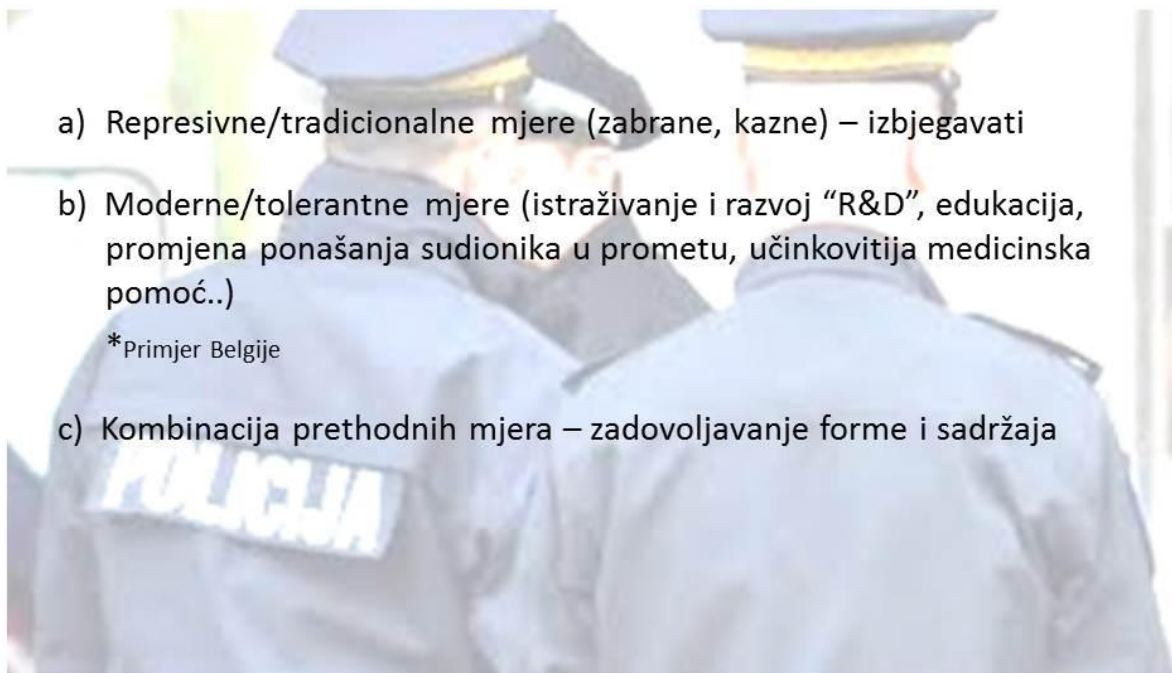 a) Represivne/tradicionalne mjere (zabrane, kazne) – izbjegavati
b) Moderne/tolerantne mjere (istraživanje i razvoj “R&D”, edukacija,
promjena ponašanja sudionika u prometu, učinkovitija medicinska
pomoć..)
*Primjer Belgije
c) Kombinacija prethodnih mjera – zadovoljavanje forme i sadržaja
POLICIJA